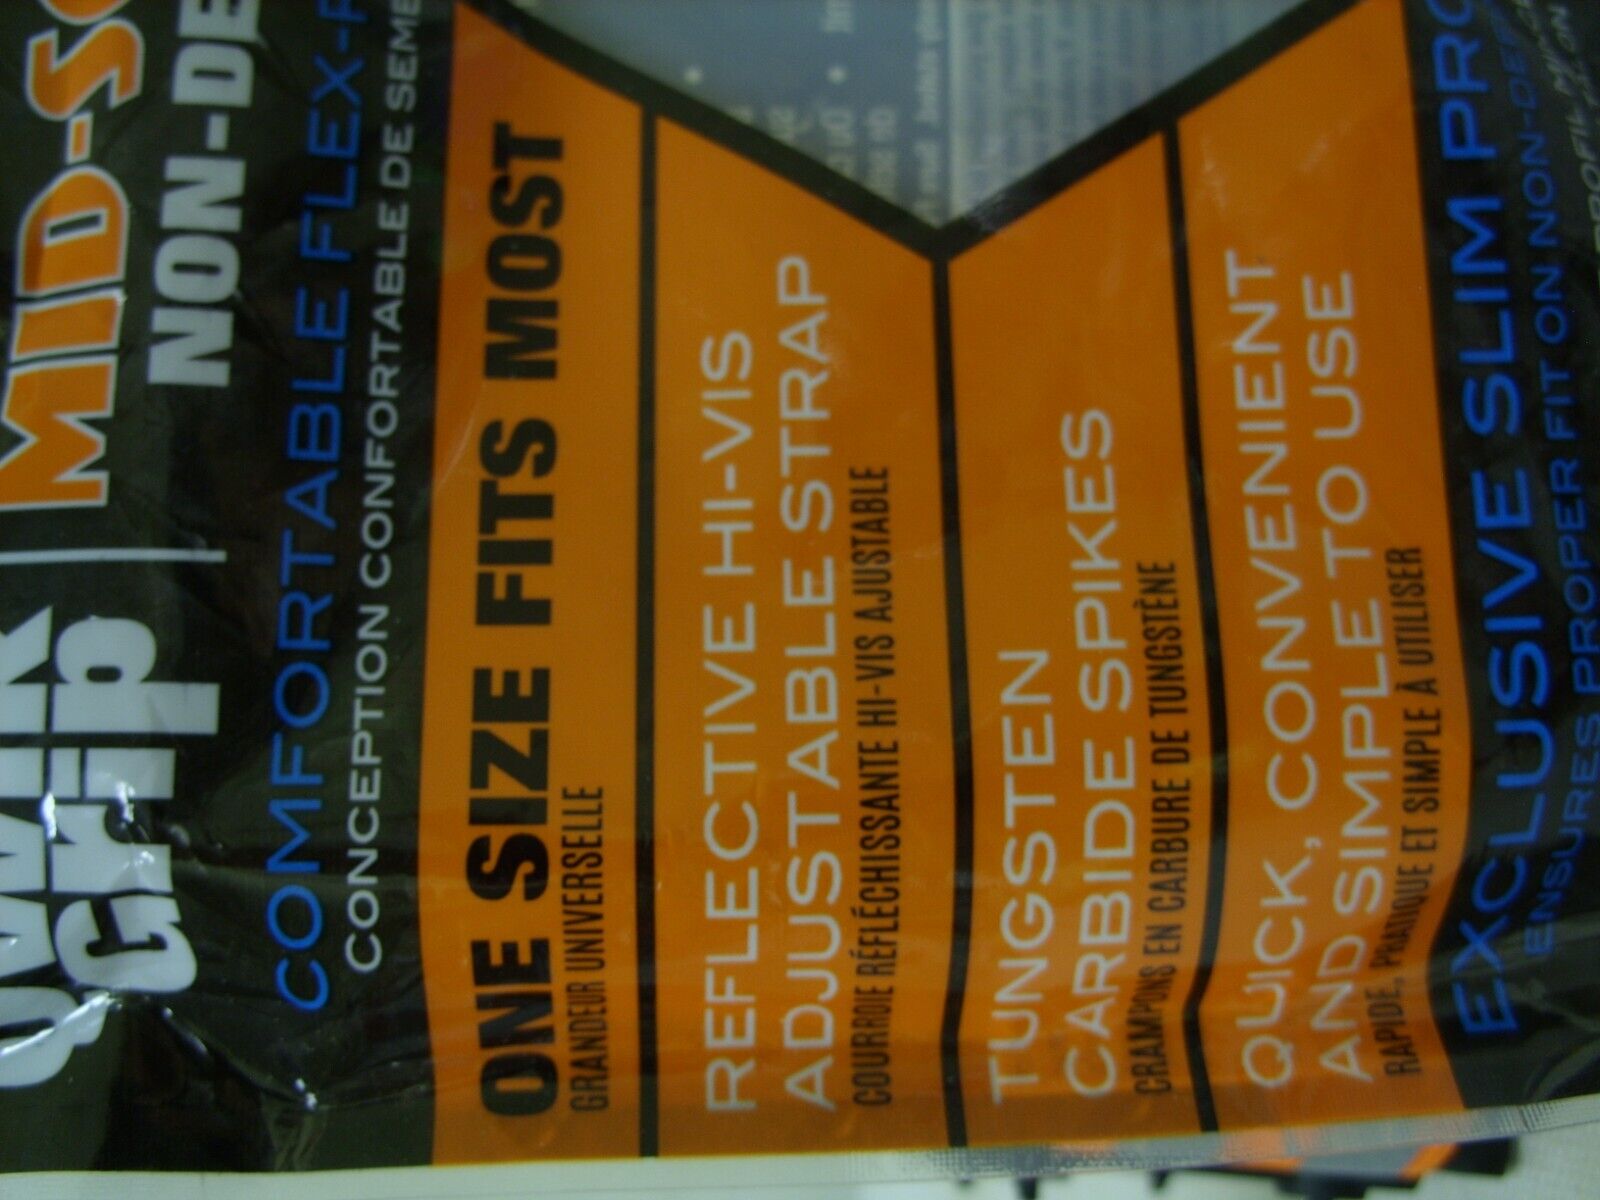 Grip
MID-
NON-DE
COMFORTABLE FLEX-
CONCEPTION CONFORTABLE DE SEME
ONE SIZE FITS MOST
GRANDEUR UNIVERSELLE
REFLECTIVE HI-VIS
ADJUSTABLE STRAP
COURROIE RÉFLÉCHISSANTE HI-VIS AJUSTABLE
TUNGSTEN
CARBIDE SPIKES
CRAMPONS EN CARBURE DE TUNGSTÈNE
QUICK, CONVENIENT
AND SIMPLE TO USE
RAPIDE, PRATIQUE ET SIMPLE À UTILISER
EXCLUSIVE SLIM PRO
ENSURES PROPER FIT ON NON-DEF